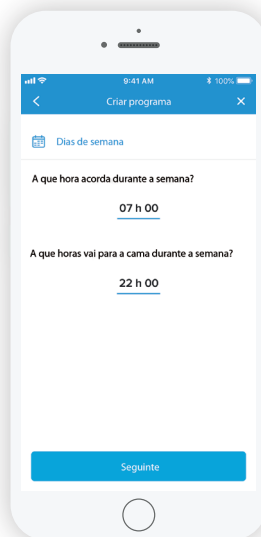 9:41 AM
100%
Criar programa
Dias de semana
A que hora acorda durante a semana?
07 h 00
A que horas vai para a cama durante a semana?
22 h 00
Seguinte